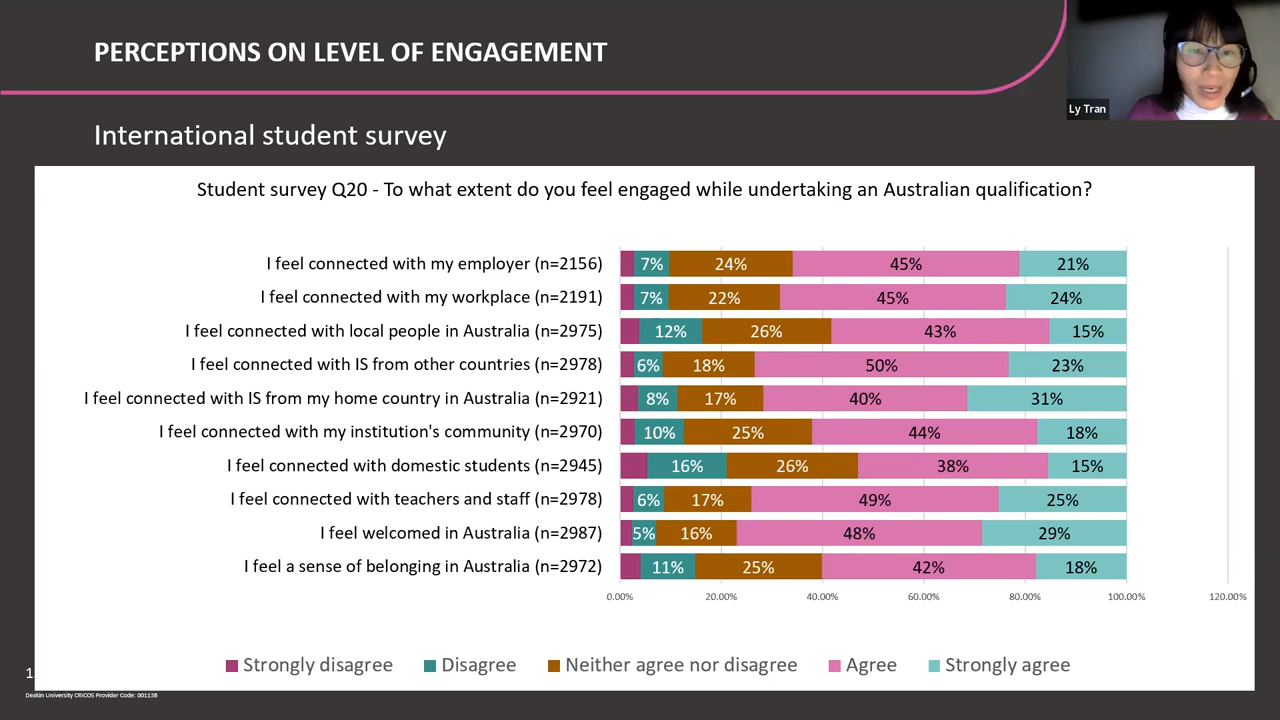 PERCEPTIONS ON LEVEL OF ENGAGEMENT
Ly Tran
International student survey
Student survey Q20 - To what extent do you feel engaged while undertaking an Australian qualification?
I feel connected with my employer (n=2156) 7% 24% 45% 21%
I feel connected with my workplace (n=2191) 7% 22% 45% 24%
I feel connected with local people in Australia (n=2975) 12% 26% 43% 15%
I feel connected with IS from other countries (n=2978) 6% 18% 50% 23%
I feel connected with IS from my home country in Australia (n=2921) 8% 17% 40% 31%
I feel connected with my institution's community (n=2970) 10% 25% 44% 18%
I feel connected with domestic students (n=2945) 16% 26% 38% 15%
I feel connected with teachers and staff (n=2978) 6% 17% 49% 25%
I feel welcomed in Australia (n=2987) 5% 16% 48% 29%
I feel a sense of belonging in Australia (n=2972) 11% 25% 42% 18%
0.00% 20.00% 40.00% 60.00% 80.00% 100.00% 120.00%
Strongly disagree Disagree Neither agree nor disagree Agree Strongly agree
Deakin University CRICOS Provider Code: 00113B